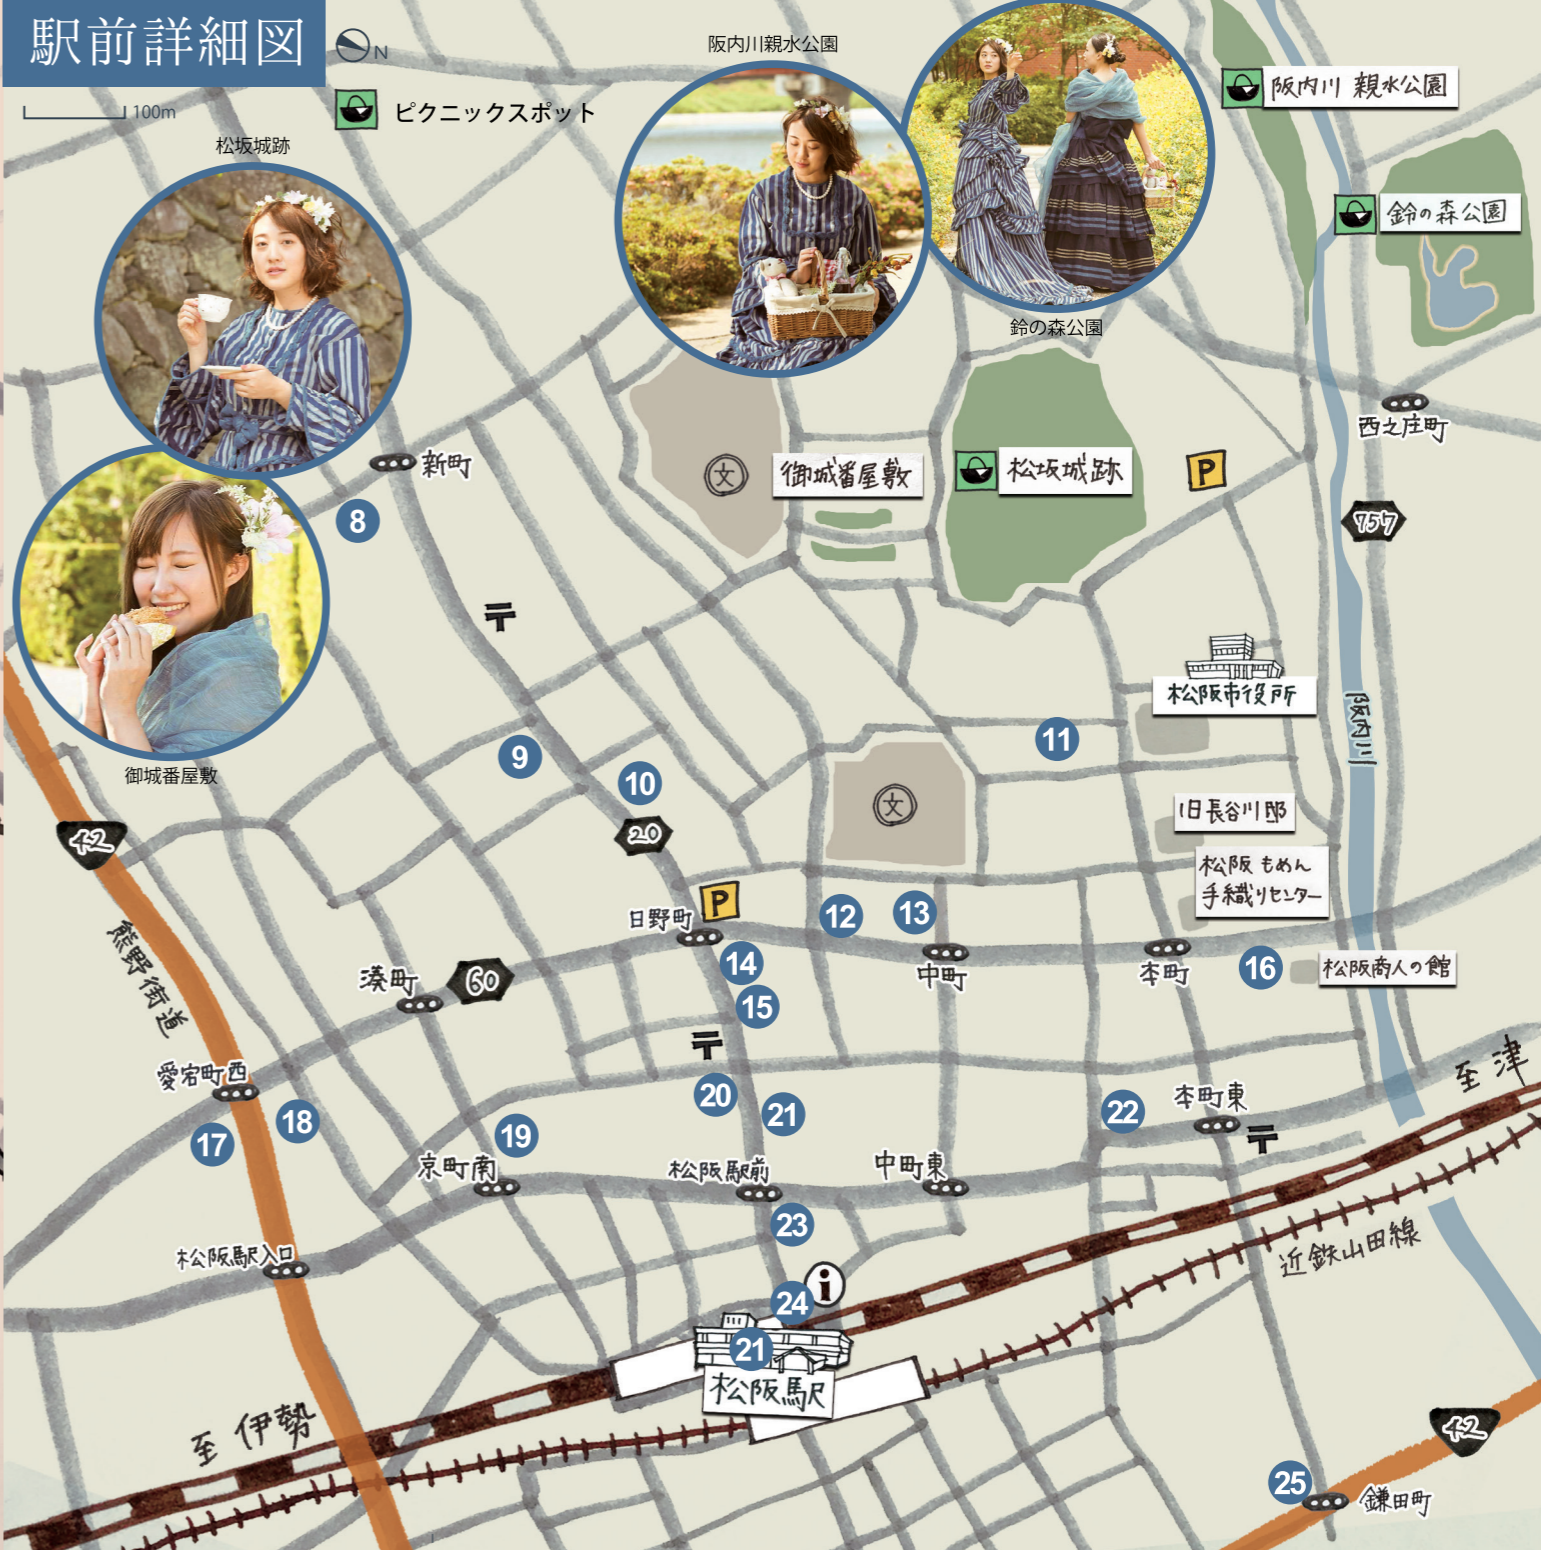 駅前詳細図
N
100m
ピクニックスポット
阪内川親水公園
松坂城跡
鈴の森公園
御城番屋敷
阪内川 親水公園
鈴の森公園
西之庄町
757
新町
8
文
御城番屋敷
松坂城跡
P
〒
松阪市役所
阪内川
9
10
11
20
文
旧長谷川邸
松阪もめん
手織りセンター
42
熊野街道
P
日野町
12
13
14
15
中町
本町
16
松阪商人の館
湊町
60
〒
愛宕町西
17
18
19
20
21
22
本町東
〒
至 津
京町南
松阪駅前
中町東
23
松阪駅入口
近鉄山田線
i
24
21
松阪駅
至 伊勢
42
25
鎌田町